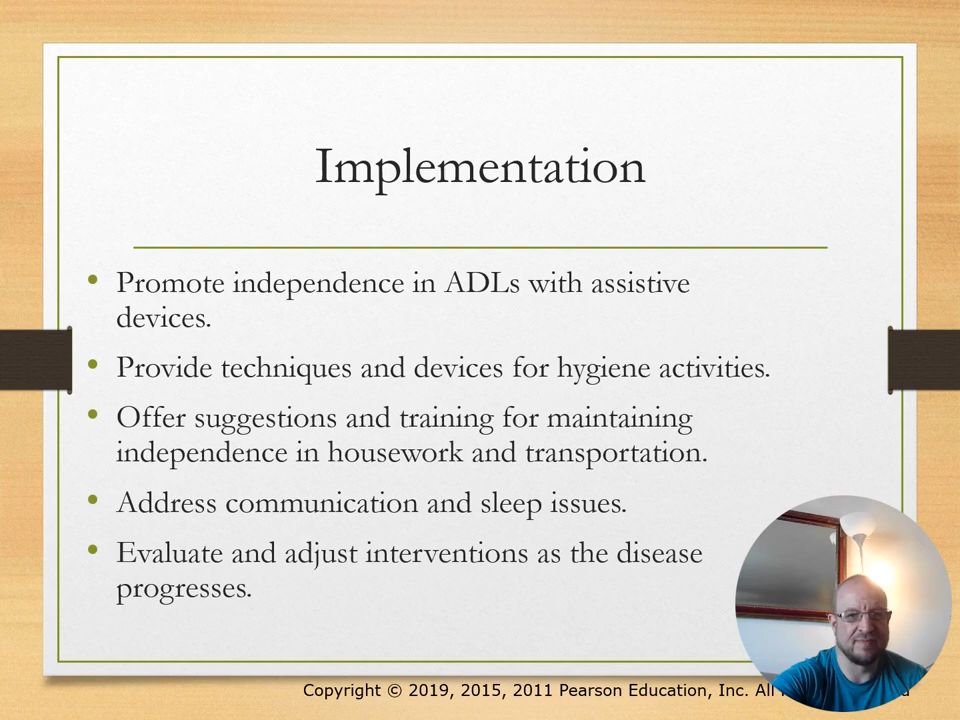 Implementation
• Promote independence in ADLs with assistive
devices.
• Provide techniques and devices for hygiene activities.
• Offer suggestions and training for maintaining
independence in housework and transportation.
• Address communication and sleep issues.
• Evaluate and adjust interventions as the disease
progresses.
Copyright © 2019, 2015, 2011 Pearson Education, Inc. All